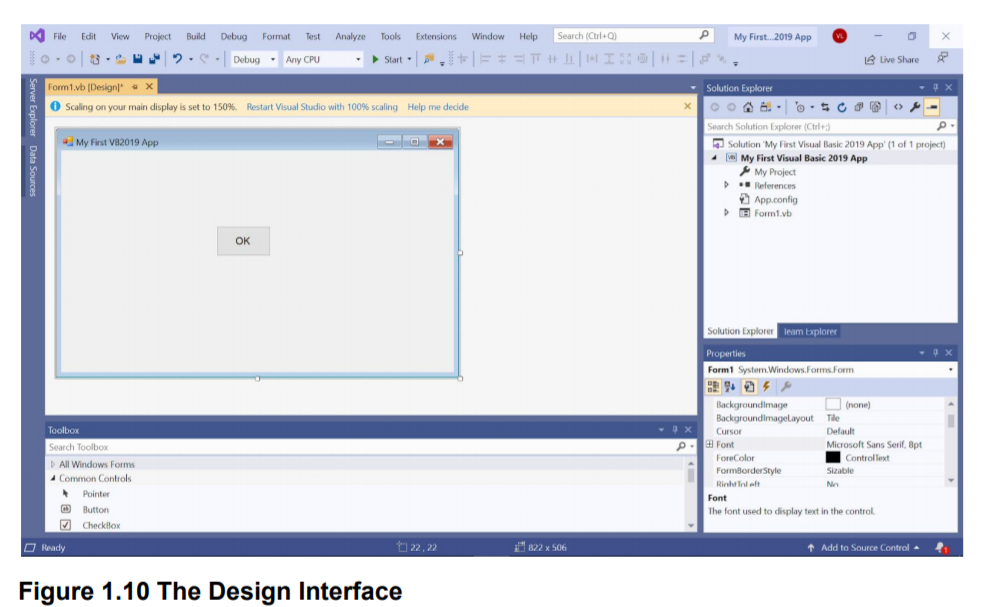 File Edit View Project Build Debug Format Test Analyze Tools Extensions Window Help Search (Ctrl+Q) My First...2019 App VL
Debug Any CPU Start Live Share
Server Explorer
Data Sources
Form1.vb [Design]*
Scaling on your main display is set to 150%. Restart Visual Studio with 100% scaling Help me decide
My First VB2019 App
OK
Toolbox
Search Toolbox
All Windows Forms
Common Controls
Pointer
Button
CheckBox
Solution Explorer
Search Solution Explorer (Ctrl+;)
Solution 'My First Visual Basic 2019 App' (1 of 1 project)
VB My First Visual Basic 2019 App
My Project
References
App.config
Form1.vb
Solution Explorer Team Explorer
Properties
Form1 System.Windows.Forms.Form
BackgroundImage (none)
BackgroundImageLayout Tile
Cursor Default
Font Microsoft Sans Serif, 8pt
ForeColor ControlText
FormBorderStyle Sizable
RightToLeft No
Font
The font used to display text in the control.
Ready 22 , 22 822 x 506 Add to Source Control 1
Figure 1.10 The Design Interface